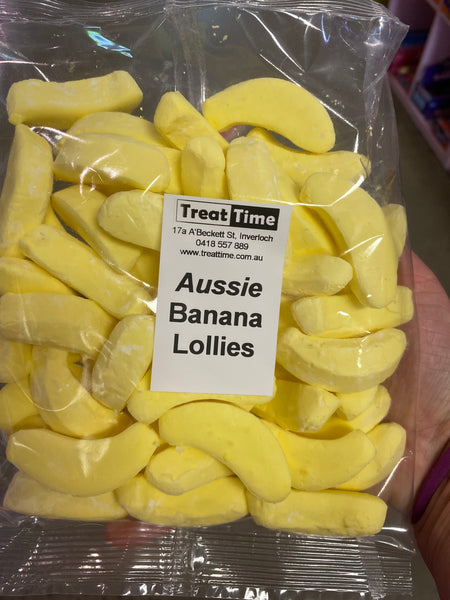 Treat Time
17a A'Beckett St, Inverloch
0418 557 889
www.treattime.com.au
Aussie
Banana
Lollies